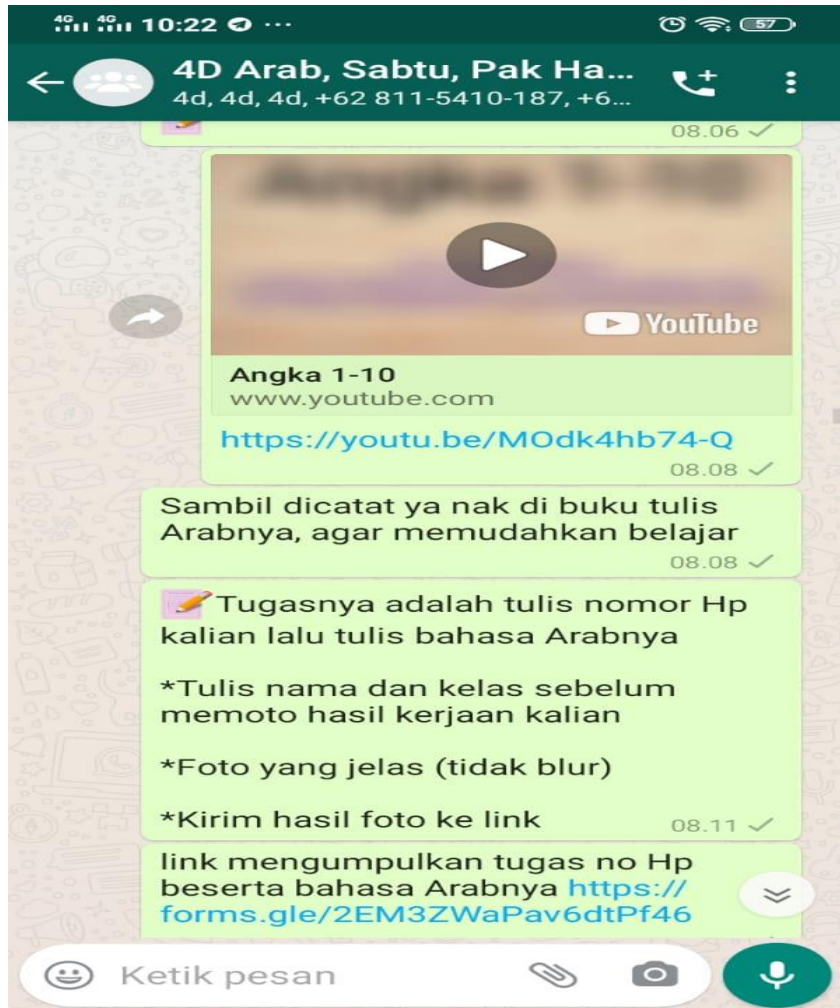 4G 4G 10:22 ... 57
4D Arab, Sabtu, Pak Ha...
4d, 4d, 4d, +62 811-5410-187, +6...
08.06
Angka 1-10
YouTube
Angka 1-10
www.youtube.com
https://youtu.be/MOdk4hb74-Q
08.08
Sambil dicatat ya nak di buku tulis
Arabnya, agar memudahkan belajar
08.08
Tugasnya adalah tulis nomor Hp
kalian lalu tulis bahasa Arabnya
*Tulis nama dan kelas sebelum
memoto hasil kerjaan kalian
*Foto yang jelas (tidak blur)
*Kirim hasil foto ke link
08.11
link mengumpulkan tugas no Hp
beserta bahasa Arabnya https://
forms.gle/2EM3ZWaPav6dtPf46
Ketik pesan